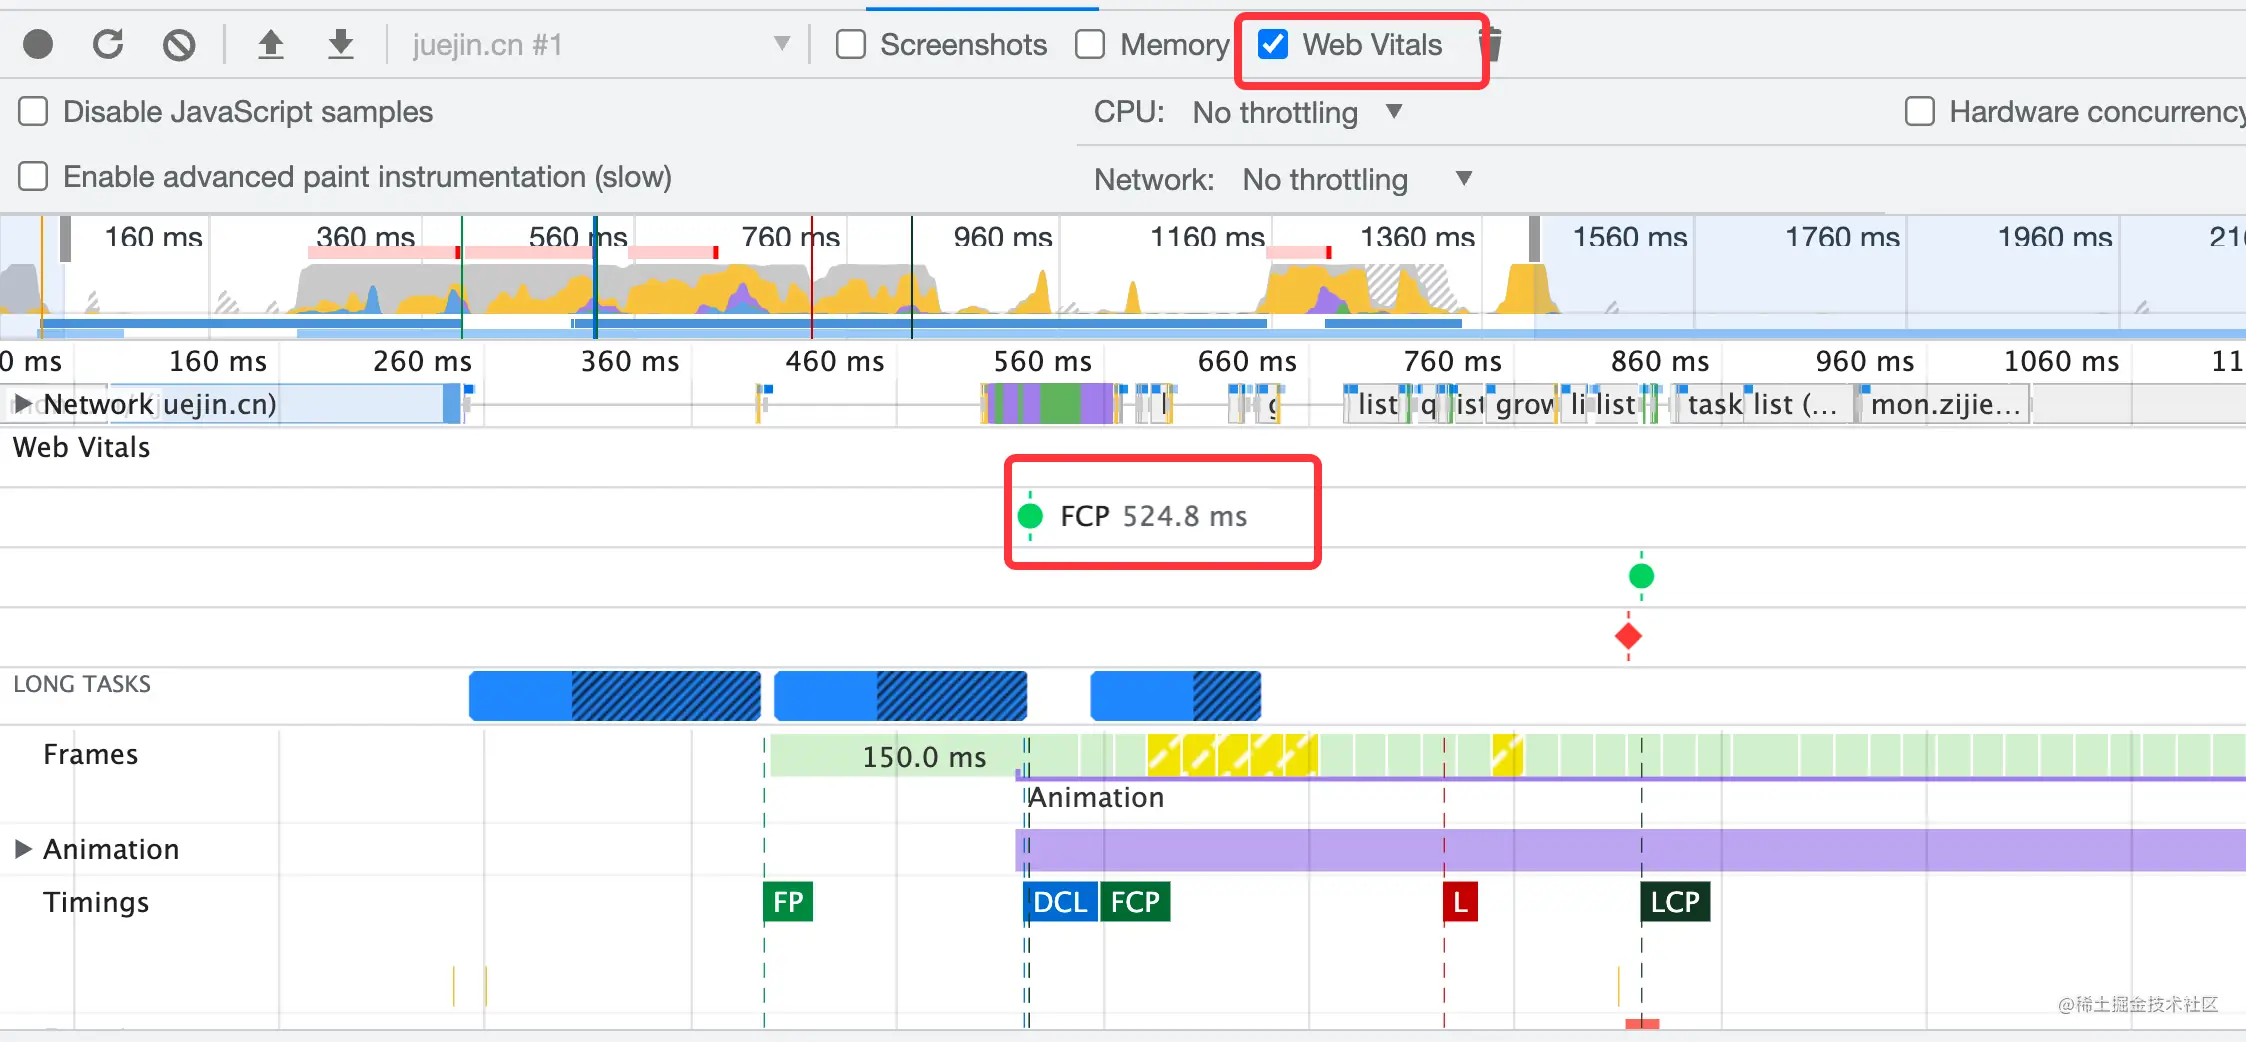 juejin.cn #1 Screenshots Memory Web Vitals
Disable JavaScript samples CPU: No throttling Hardware concurrency
Enable advanced paint instrumentation (slow) Network: No throttling
160 ms 360 ms 560 ms 760 ms 960 ms 1160 ms 1360 ms 1560 ms 1760 ms 1960 ms
0 ms 160 ms 260 ms 360 ms 460 ms 560 ms 660 ms 760 ms 860 ms 960 ms 1060 ms
Network (juejin.cn) list grow list task list (... mon.zijie...
Web Vitals
FCP 524.8 ms
LONG TASKS
Frames 150.0 ms
Animation
Animation
Timings FP DCL FCP L LCP
@稀土掘金技术社区